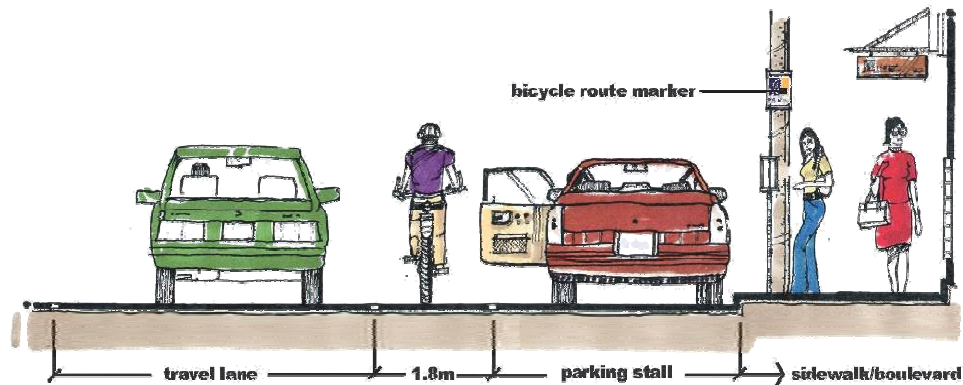 bicycle route marker
travel lane
1.8m
parking stall
sidewalk/boulevard